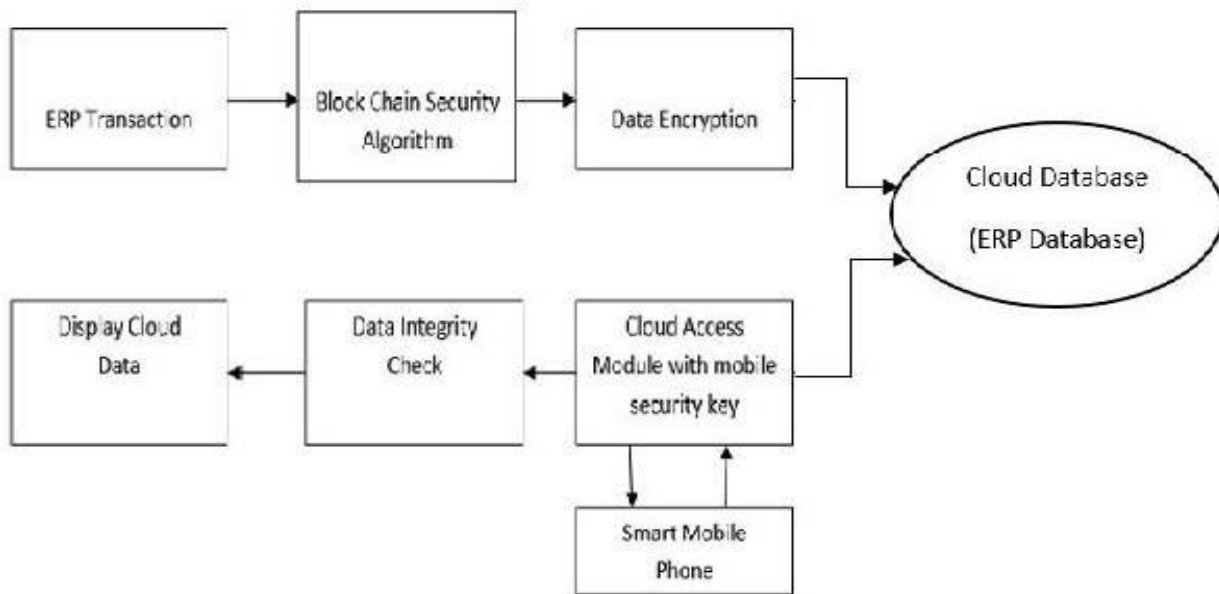 ERP Transaction
Block Chain Security
Algorithm
Data Encryption
Cloud Database
(ERP Database)
Display Cloud
Data
Data Integrity
Check
Cloud Access
Module with mobile
security key
Smart Mobile
Phone